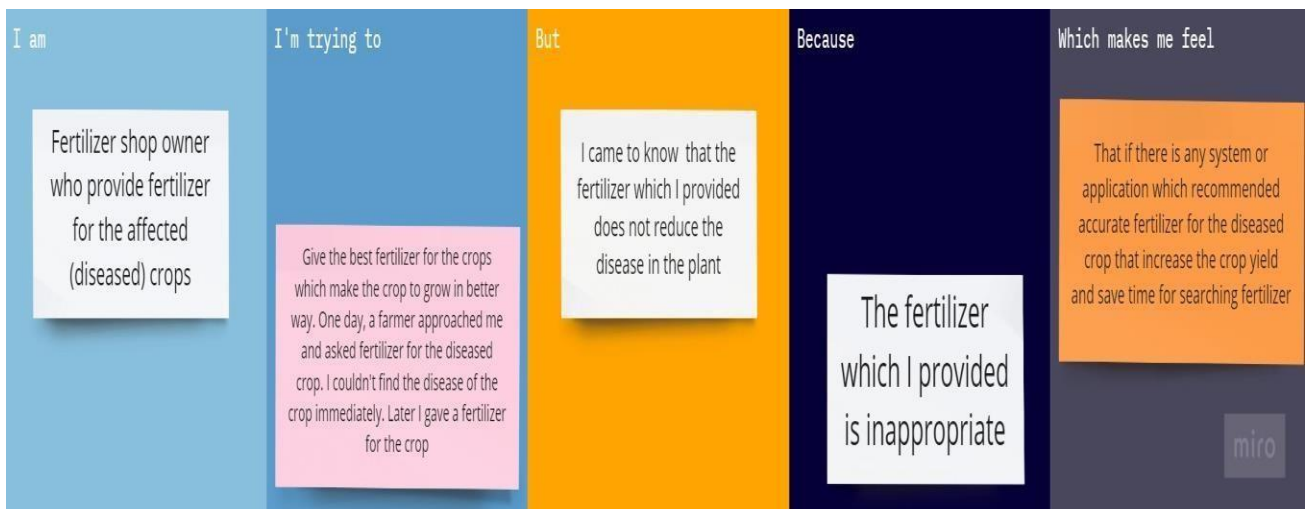 I am
Fertilizer shop owner
who provide fertilizer
for the affected
(diseased) crops
I'm trying to
Give the best fertilizer for the crops
which make the crop to grow in better
way. One day, a farmer approached me
and asked fertilizer for the diseased
crop. I couldn't find the disease of the
crop immediately. Later I gave a fertilizer
for the crop
But
I came to know that the
fertilizer which I provided
does not reduce the
disease in the plant
Because
The fertilizer
which I provided
is inappropriate
Which makes me feel
That if there is any system or
application which recommended
accurate fertilizer for the diseased
crop that increase the crop yield
and save time for searching fertilizer
miro